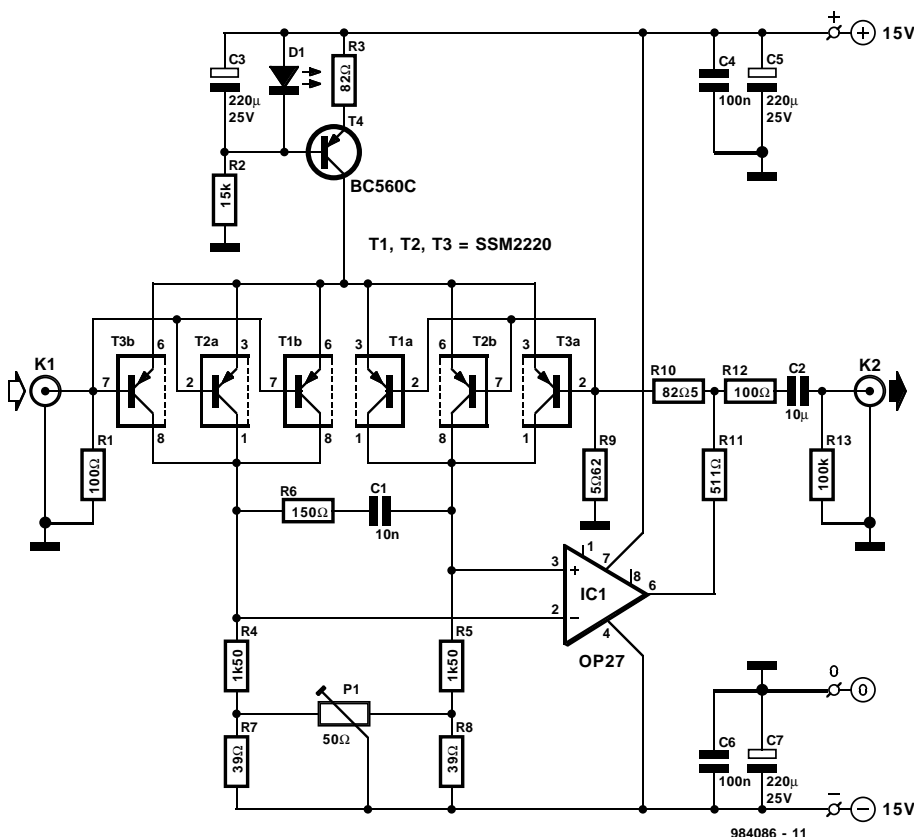 +
+ 15V
C3
220µ
25V
D1
R3
82Ω
T4
C4
100n
C5
220µ
25V
R2
15k
BC560C
T1, T2, T3 = SSM2220
T3b
6
7
8
T2a
3
2
1
T1b
6
7
8
T1a
3
2
1
T2b
6
7
8
T3a
3
2
1
K1
R1
100Ω
R10
82Ω5
R12
100Ω
C2
10µ
K2
R9
5Ω62
R11
511Ω
R13
100k
R6
150Ω
C1
10n
3
+
2
−
1
7
8
6
4
IC1
OP27
R4
1k50
R5
1k50
P1
50Ω
R7
39Ω
R8
39Ω
0
0
C6
100n
C7
220µ
25V
−
− 15V
984086 - 11